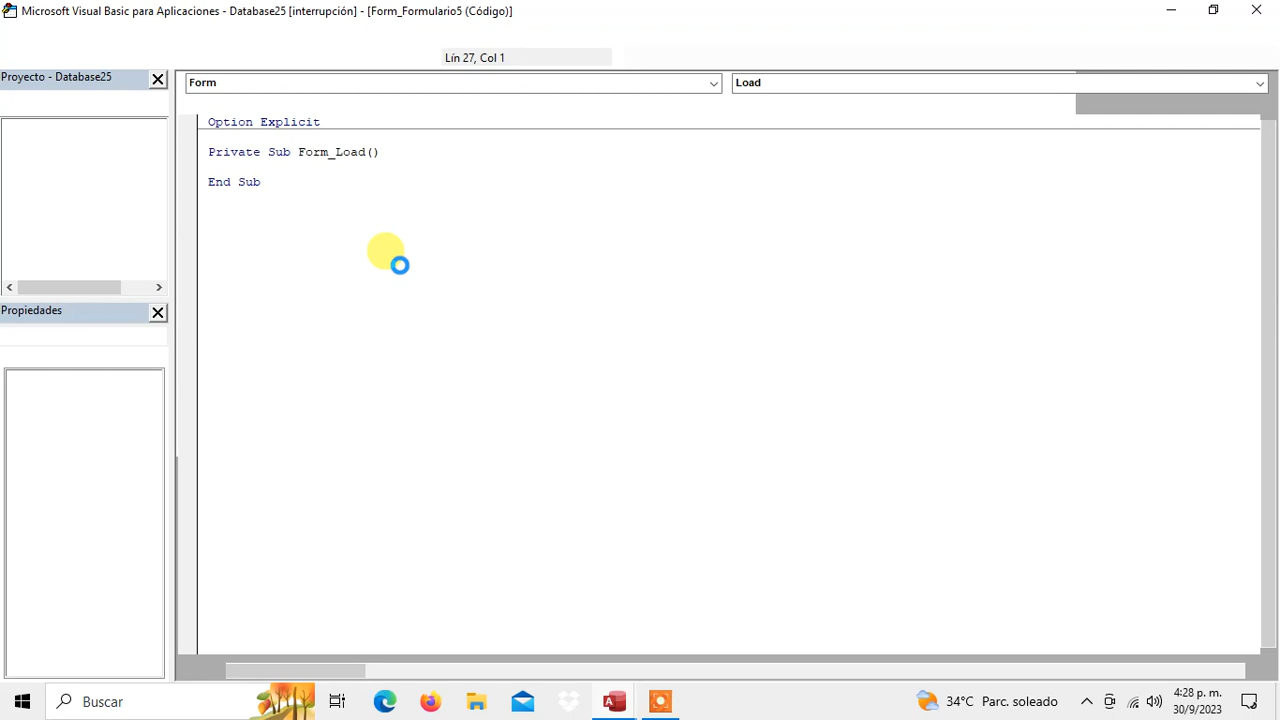 Microsoft Visual Basic para Aplicaciones - Database25 [interrupción] - [Form_Formulario5 (Código)]
Lín 27, Col 1
Proyecto - Database25
Form
Load
Option Explicit
Private Sub Form_Load()
End Sub
Propiedades
Buscar
34°C Parc. soleado
4:28 p. m.
30/9/2023